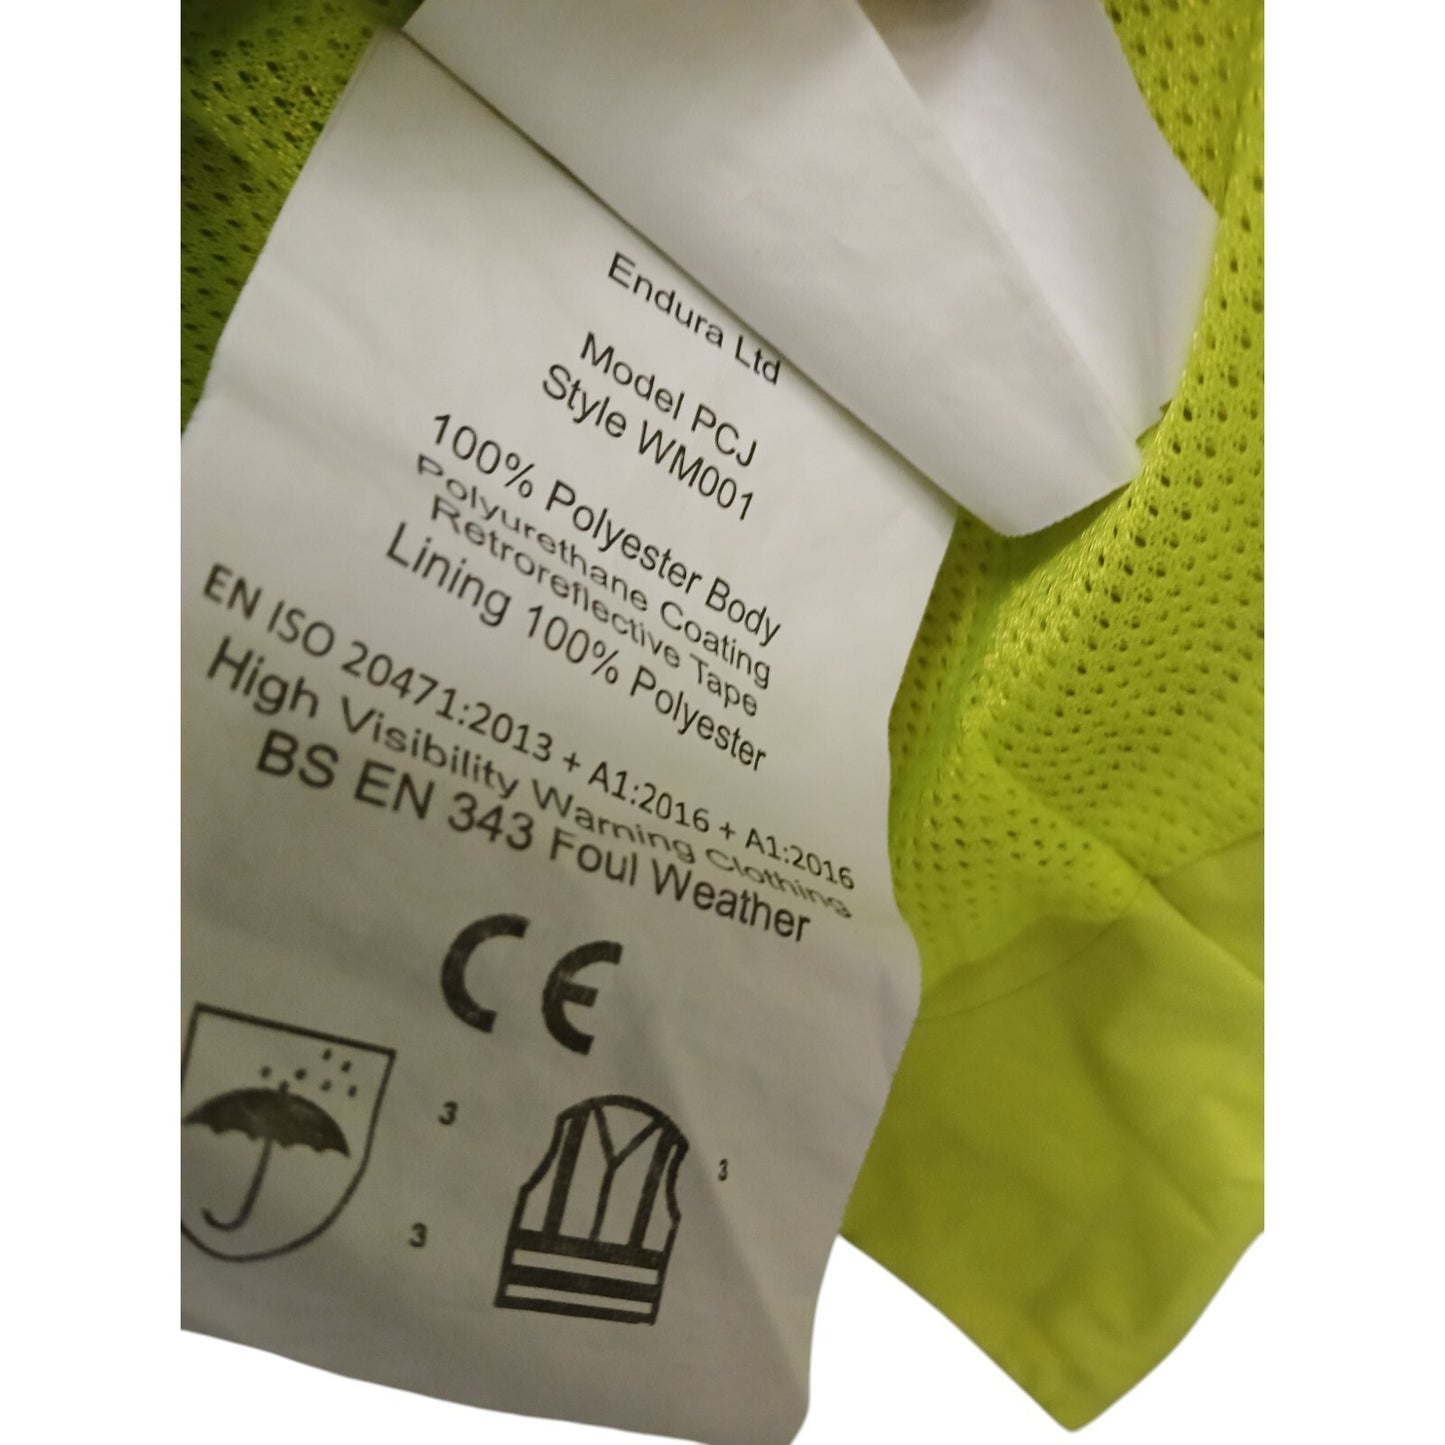 Endura Ltd
Model PCJ
Style WM001
100% Polyester Body
Polyurethane Coating
Retroreflective Tape
Lining 100% Polyester
EN ISO 20471:2013 + A1:2016 + A1:2016
High Visibility Warning Clothing
BS EN 343 Foul Weather
CE
3
3
3